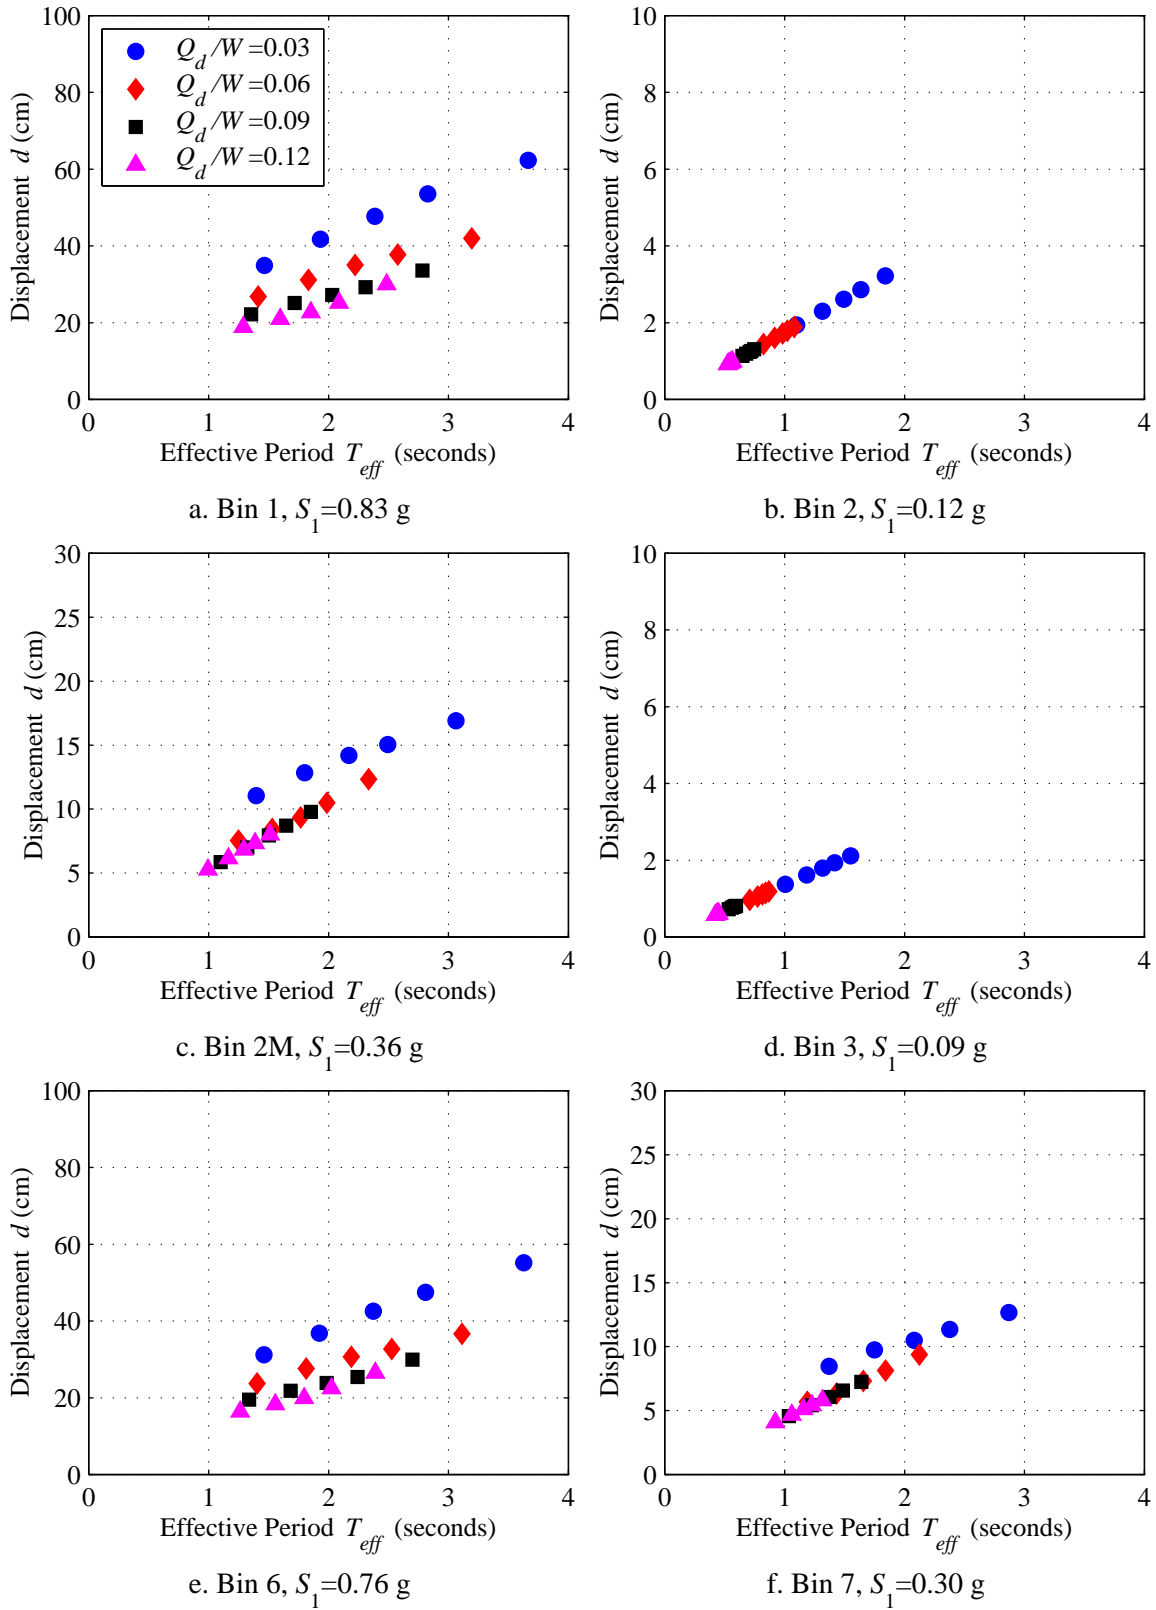 100
80
60
40
20
0
Displacement d (cm)
Q_d/W=0.03
Q_d/W=0.06
Q_d/W=0.09
Q_d/W=0.12
0 1 2 3 4
Effective Period T_eff (seconds)
a. Bin 1, S_1=0.83 g
10
8
6
4
2
0
Displacement d (cm)
0 1 2 3 4
Effective Period T_eff (seconds)
b. Bin 2, S_1=0.12 g
30
25
20
15
10
5
0
Displacement d (cm)
0 1 2 3 4
Effective Period T_eff (seconds)
c. Bin 2M, S_1=0.36 g
10
8
6
4
2
0
Displacement d (cm)
0 1 2 3 4
Effective Period T_eff (seconds)
d. Bin 3, S_1=0.09 g
100
80
60
40
20
0
Displacement d (cm)
0 1 2 3 4
Effective Period T_eff (seconds)
e. Bin 6, S_1=0.76 g
30
25
20
15
10
5
0
Displacement d (cm)
0 1 2 3 4
Effective Period T_eff (seconds)
f. Bin 7, S_1=0.30 g